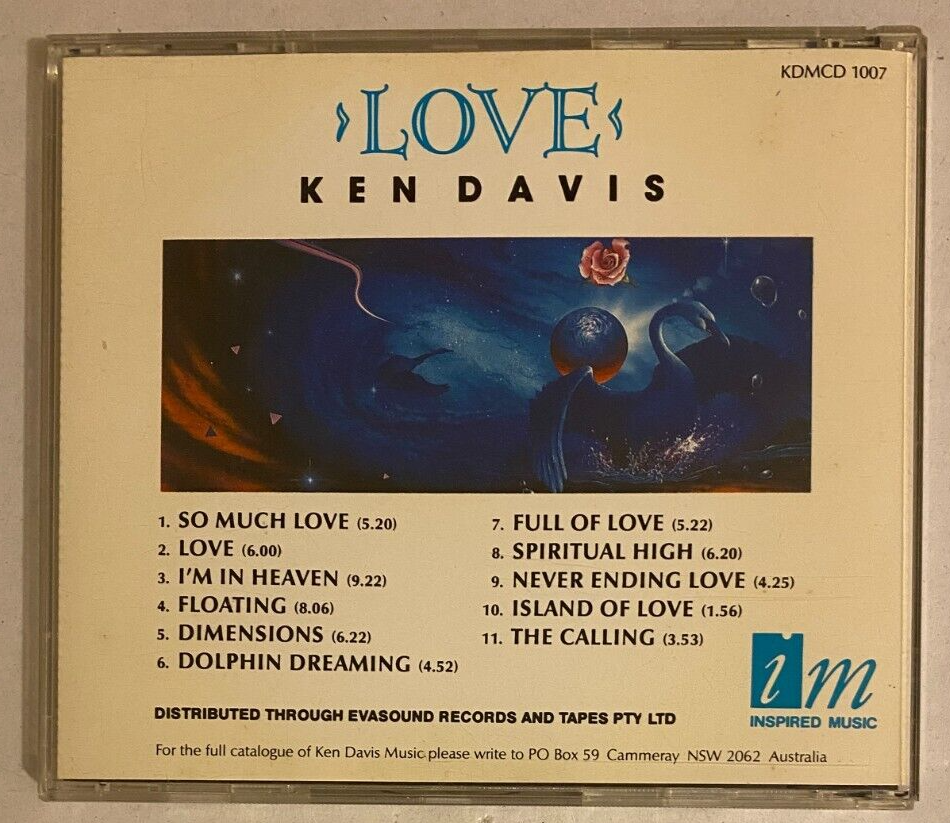 KDMCD 1007
LOVE
KEN DAVIS
1. SO MUCH LOVE (5.20)
2. LOVE (6.00)
3. I'M IN HEAVEN (9.22)
4. FLOATING (8.06)
5. DIMENSIONS (6.22)
6. DOLPHIN DREAMING (4.52)
7. FULL OF LOVE (5.22)
8. SPIRITUAL HIGH (6.20)
9. NEVER ENDING LOVE (4.25)
10. ISLAND OF LOVE (1.56)
11. THE CALLING (3.53)
im
INSPIRED MUSIC
DISTRIBUTED THROUGH EVASOUND RECORDS AND TAPES PTY LTD
For the full catalogue of Ken Davis Music please write to PO Box 59 Cammeray NSW 2062 Australia